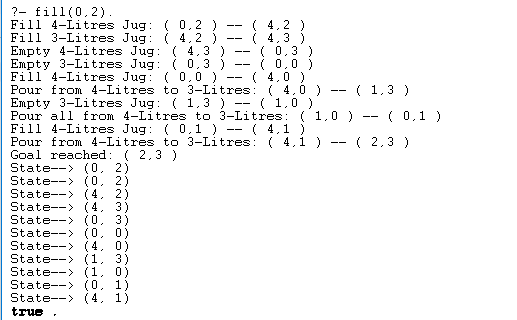 ?- fill(0,2).
Fill 4-Litres Jug: ( 0,2 ) -- ( 4,2 )
Fill 3-Litres Jug: ( 4,2 ) -- ( 4,3 )
Empty 4-Litres Jug: ( 4,3 ) -- ( 0,3 )
Empty 3-Litres Jug: ( 0,3 ) -- ( 0,0 )
Fill 4-Litres Jug: ( 0,0 ) -- ( 4,0 )
Pour from 4-Litres to 3-Litres: ( 4,0 ) -- ( 1,3 )
Empty 3-Litres Jug: ( 1,3 ) -- ( 1,0 )
Pour all from 4-Litres to 3-Litres: ( 1,0 ) -- ( 0,1 )
Fill 4-Litres Jug: ( 0,1 ) -- ( 4,1 )
Pour from 4-Litres to 3-Litres: ( 4,1 ) -- ( 2,3 )
Goal reached: ( 2,3 )
State--> (0, 2)
State--> (0, 2)
State--> (4, 2)
State--> (4, 3)
State--> (0, 3)
State--> (0, 0)
State--> (4, 0)
State--> (1, 3)
State--> (1, 0)
State--> (0, 1)
State--> (4, 1)
true .